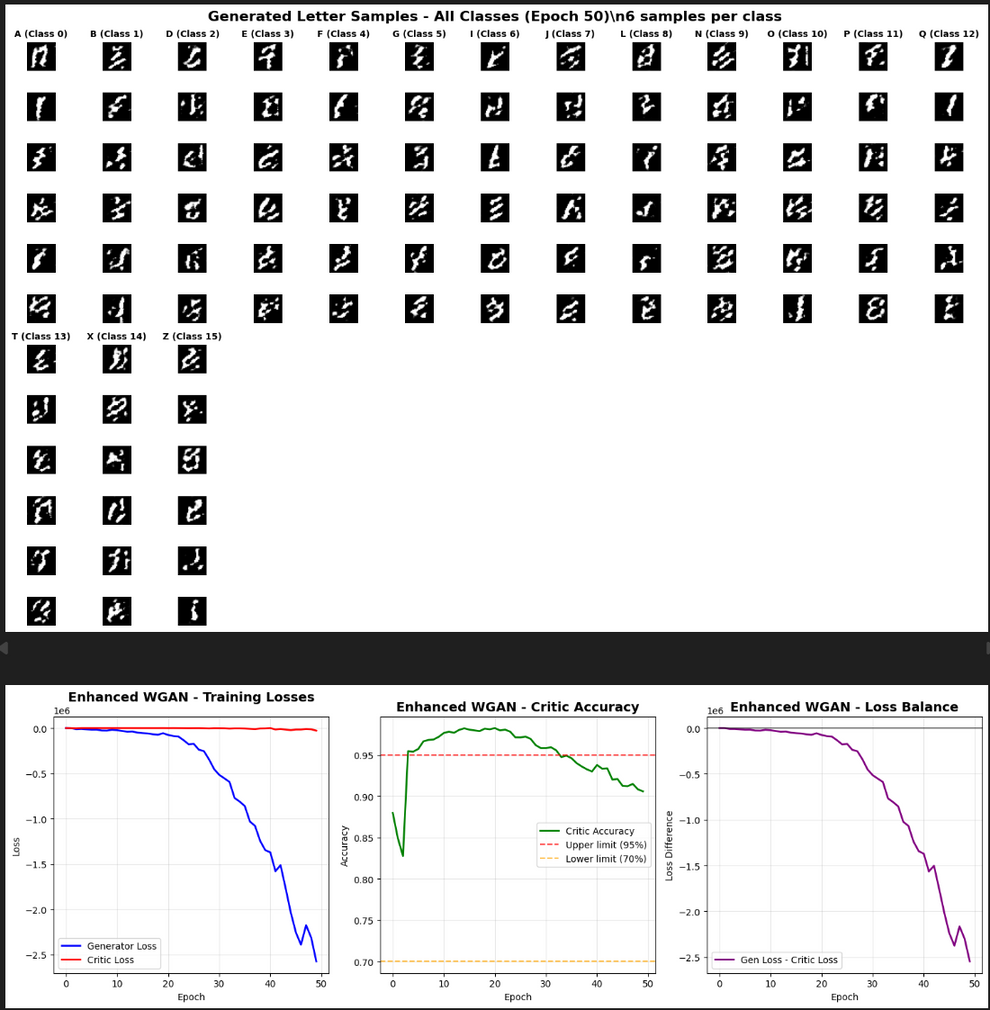 Generated Letter Samples - All Classes (Epoch 50)\n6 samples per class
A (Class 0) B (Class 1) D (Class 2) E (Class 3) F (Class 4) G (Class 5) I (Class 6) J (Class 7) L (Class 8) N (Class 9) O (Class 10) P (Class 11) Q (Class 12)
T (Class 13) X (Class 14) Z (Class 15)
Enhanced WGAN - Training Losses
1e6
0.0
−0.5
−1.0
−1.5
−2.0
−2.5
Loss
Generator Loss
Critic Loss
0 10 20 30 40 50
Epoch
Enhanced WGAN - Critic Accuracy
0.95
0.90
0.85
0.80
0.75
0.70
Accuracy
Critic Accuracy
Upper limit (95%)
Lower limit (70%)
0 10 20 30 40 50
Epoch
Enhanced WGAN - Loss Balance
1e6
0.0
−0.5
−1.0
−1.5
−2.0
−2.5
Loss Difference
Gen Loss - Critic Loss
0 10 20 30 40 50
Epoch